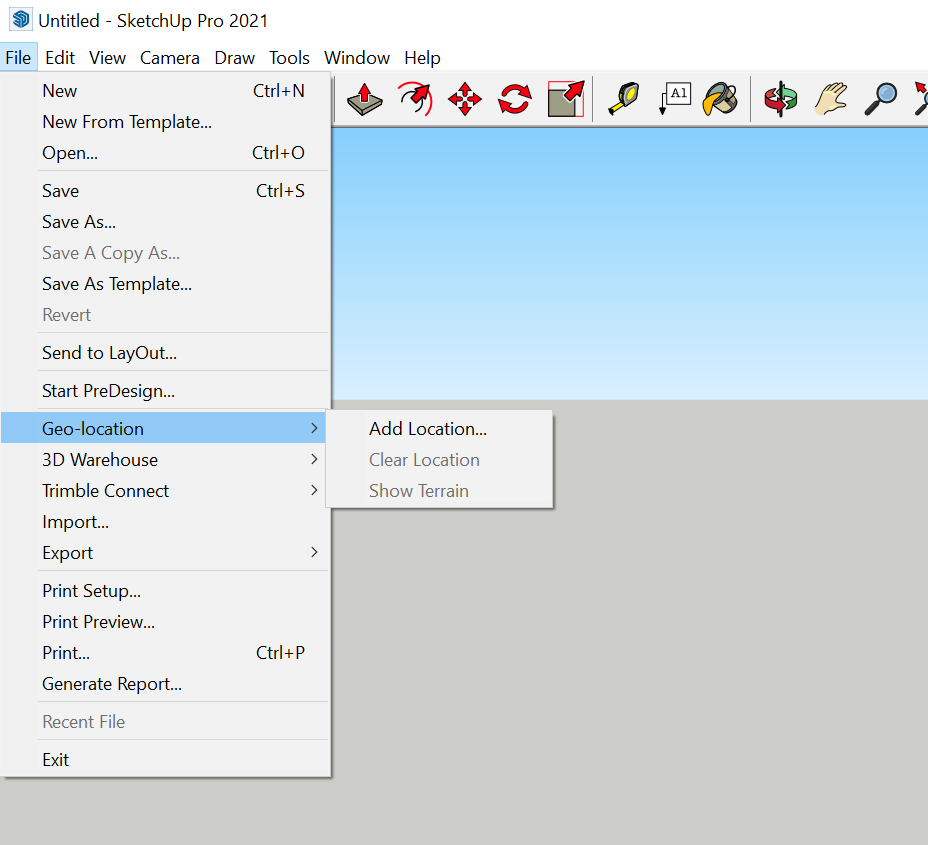 Untitled - SketchUp Pro 2021
File Edit View Camera Draw Tools Window Help
New Ctrl+N
New From Template...
Open... Ctrl+O
Save Ctrl+S
Save As...
Save A Copy As...
Save As Template...
Revert
Send to LayOut...
Start PreDesign...
Geo-location
3D Warehouse
Trimble Connect
Import...
Export
Print Setup...
Print Preview...
Print... Ctrl+P
Generate Report...
Recent File
Exit
Add Location...
Clear Location
Show Terrain
A1